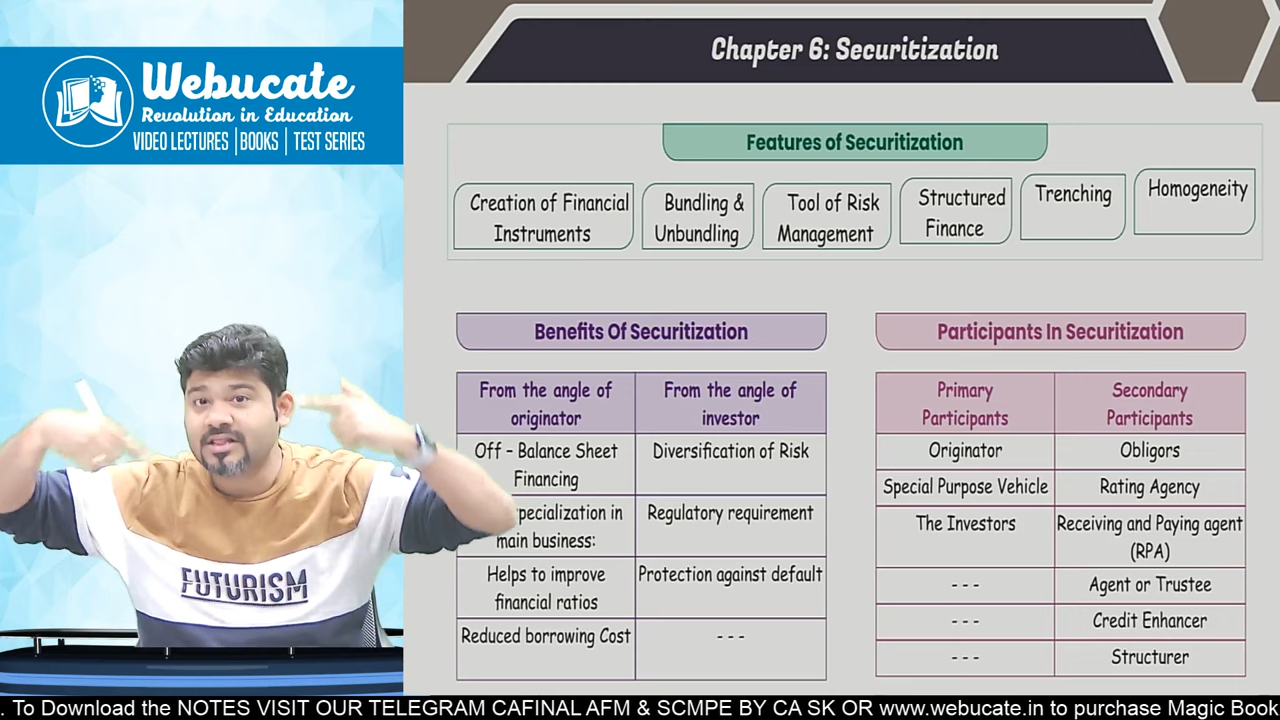 Webucate
Revolution in Education
VIDEO LECTURES | BOOKS | TEST SERIES
Chapter 6: Securitization
Features of Securitization
Creation of Financial
Instruments
Bundling &
Unbundling
Tool of Risk
Management
Structured
Finance
Trenching
Homogeneity
Benefits Of Securitization
From the angle of
originator
From the angle of
investor
Off – Balance Sheet
Financing
Diversification of Risk
pecialization in
main business:
Regulatory requirement
Helps to improve
financial ratios
Protection against default
Reduced borrowing Cost
- - -
Participants In Securitization
Primary
Participants
Secondary
Participants
Originator
Obligors
Special Purpose Vehicle
Rating Agency
The Investors
Receiving and Paying agent
(RPA)
- - -
Agent or Trustee
- - -
Credit Enhancer
- - -
Structurer
FUTURISM
. To Download the NOTES VISIT OUR TELEGRAM CAFINAL AFM & SCMPE BY CA SK OR www.webucate.in to purchase Magic Book